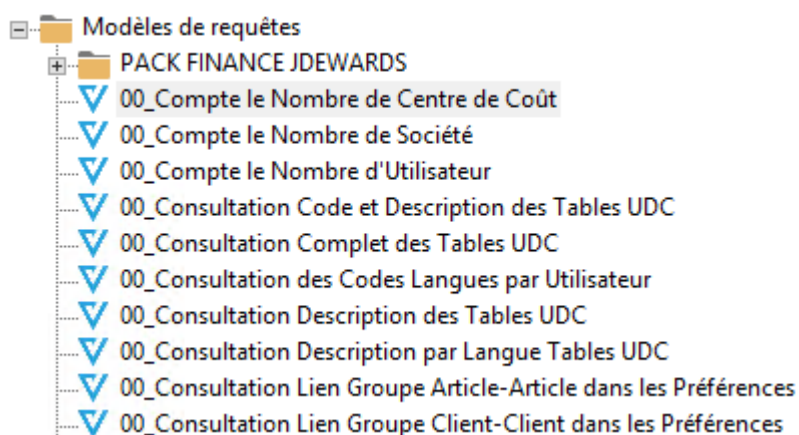 Modèles de requêtes
PACK FINANCE JDEWARDS
00_Compte le Nombre de Centre de Coût
00_Compte le Nombre de Société
00_Compte le Nombre d'Utilisateur
00_Consultation Code et Description des Tables UDC
00_Consultation Complet des Tables UDC
00_Consultation des Codes Langues par Utilisateur
00_Consultation Description des Tables UDC
00_Consultation Description par Langue Tables UDC
00_Consultation Lien Groupe Article-Article dans les Préférences
00_Consultation Lien Groupe Client-Client dans les Préférences